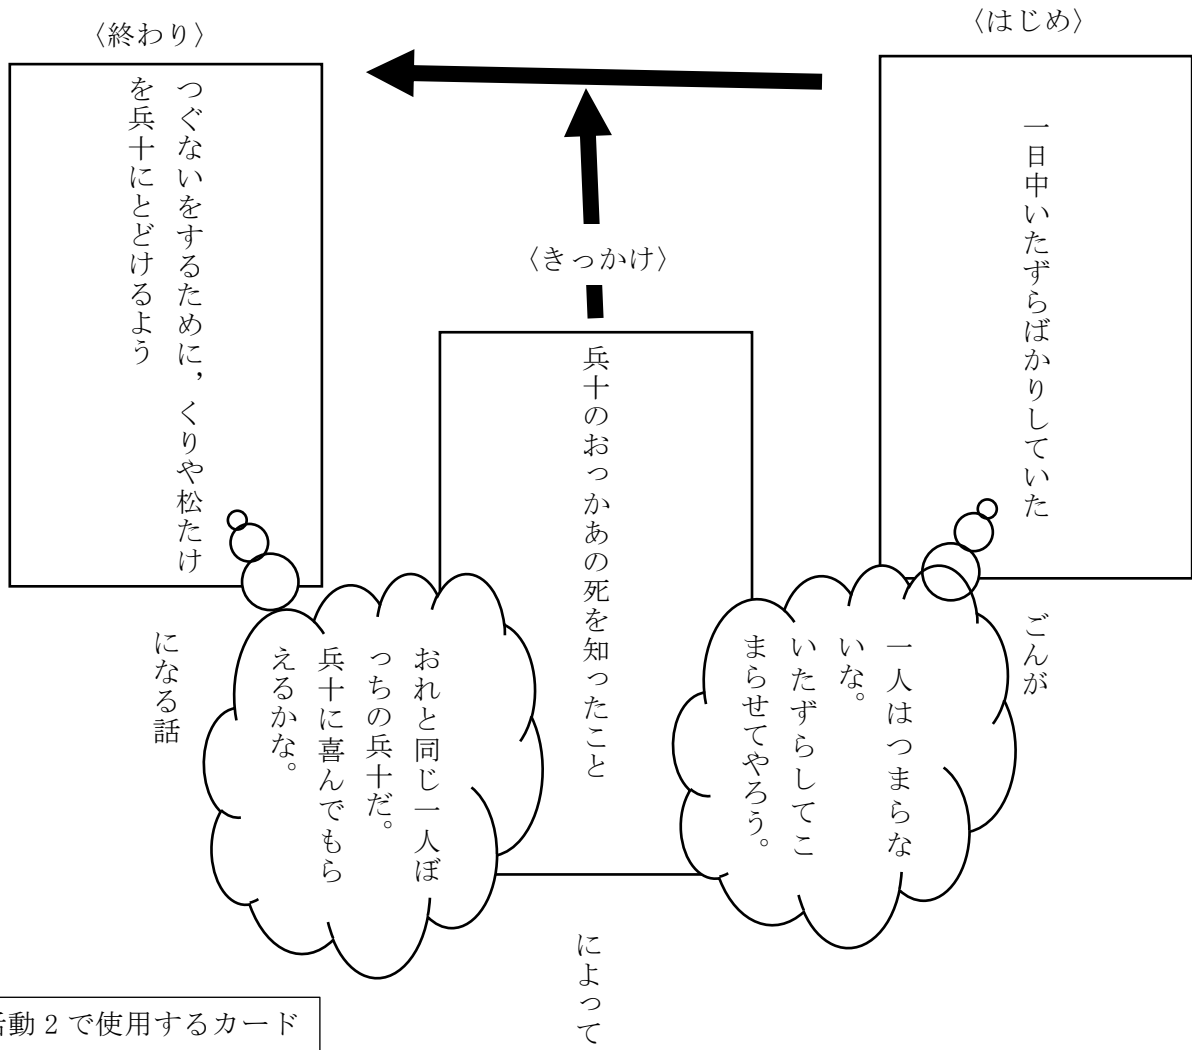 〈はじめ〉
一日中いたずらばかりしていた
ごんが
一人はつまらな
いな。
いたずらしてこ
まらせてやろう。
〈きっかけ〉
兵十のおっかあの死を知ったこと
によって
〈終わり〉
つぐないをするために，くりや松たけ
を兵十にとどけるよう
になる話
おれと同じ一人ぼ
っちの兵十だ。
兵十に喜んでもら
えるかな。
動２で使用するカード